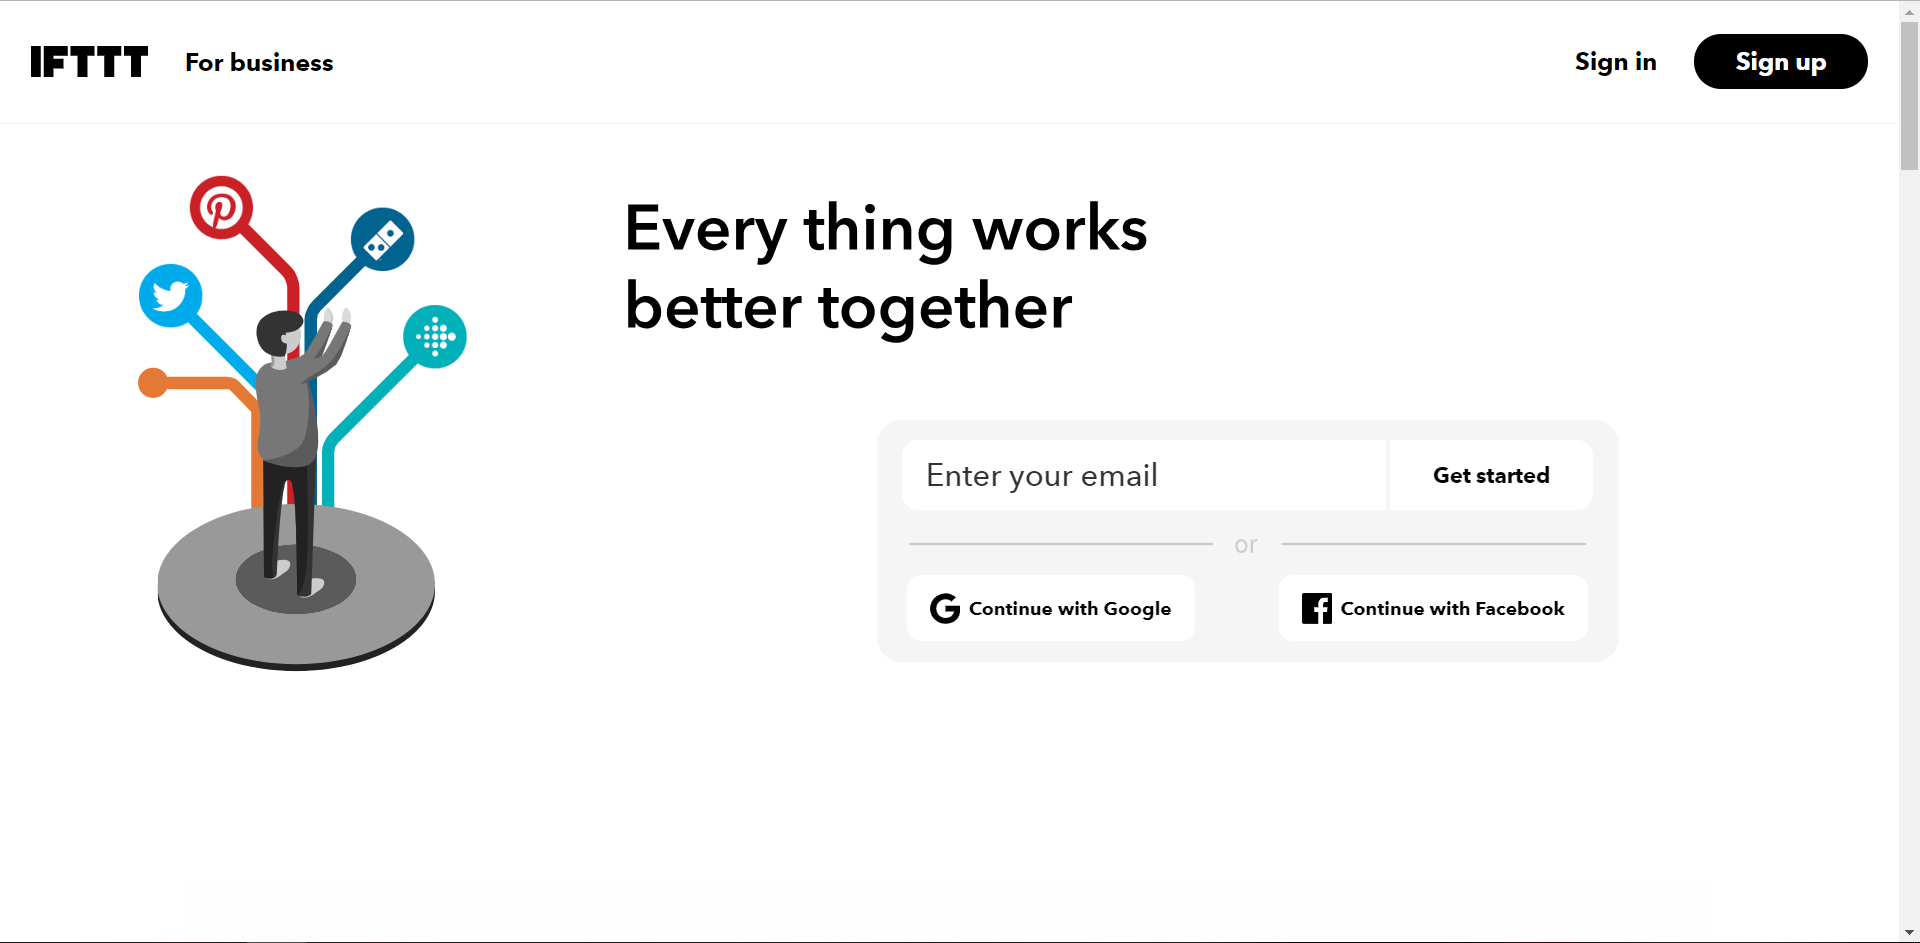 IFTTT
For business
Sign in
Sign up
Every thing works
better together
Enter your email
Get started
or
Continue with Google
Continue with Facebook